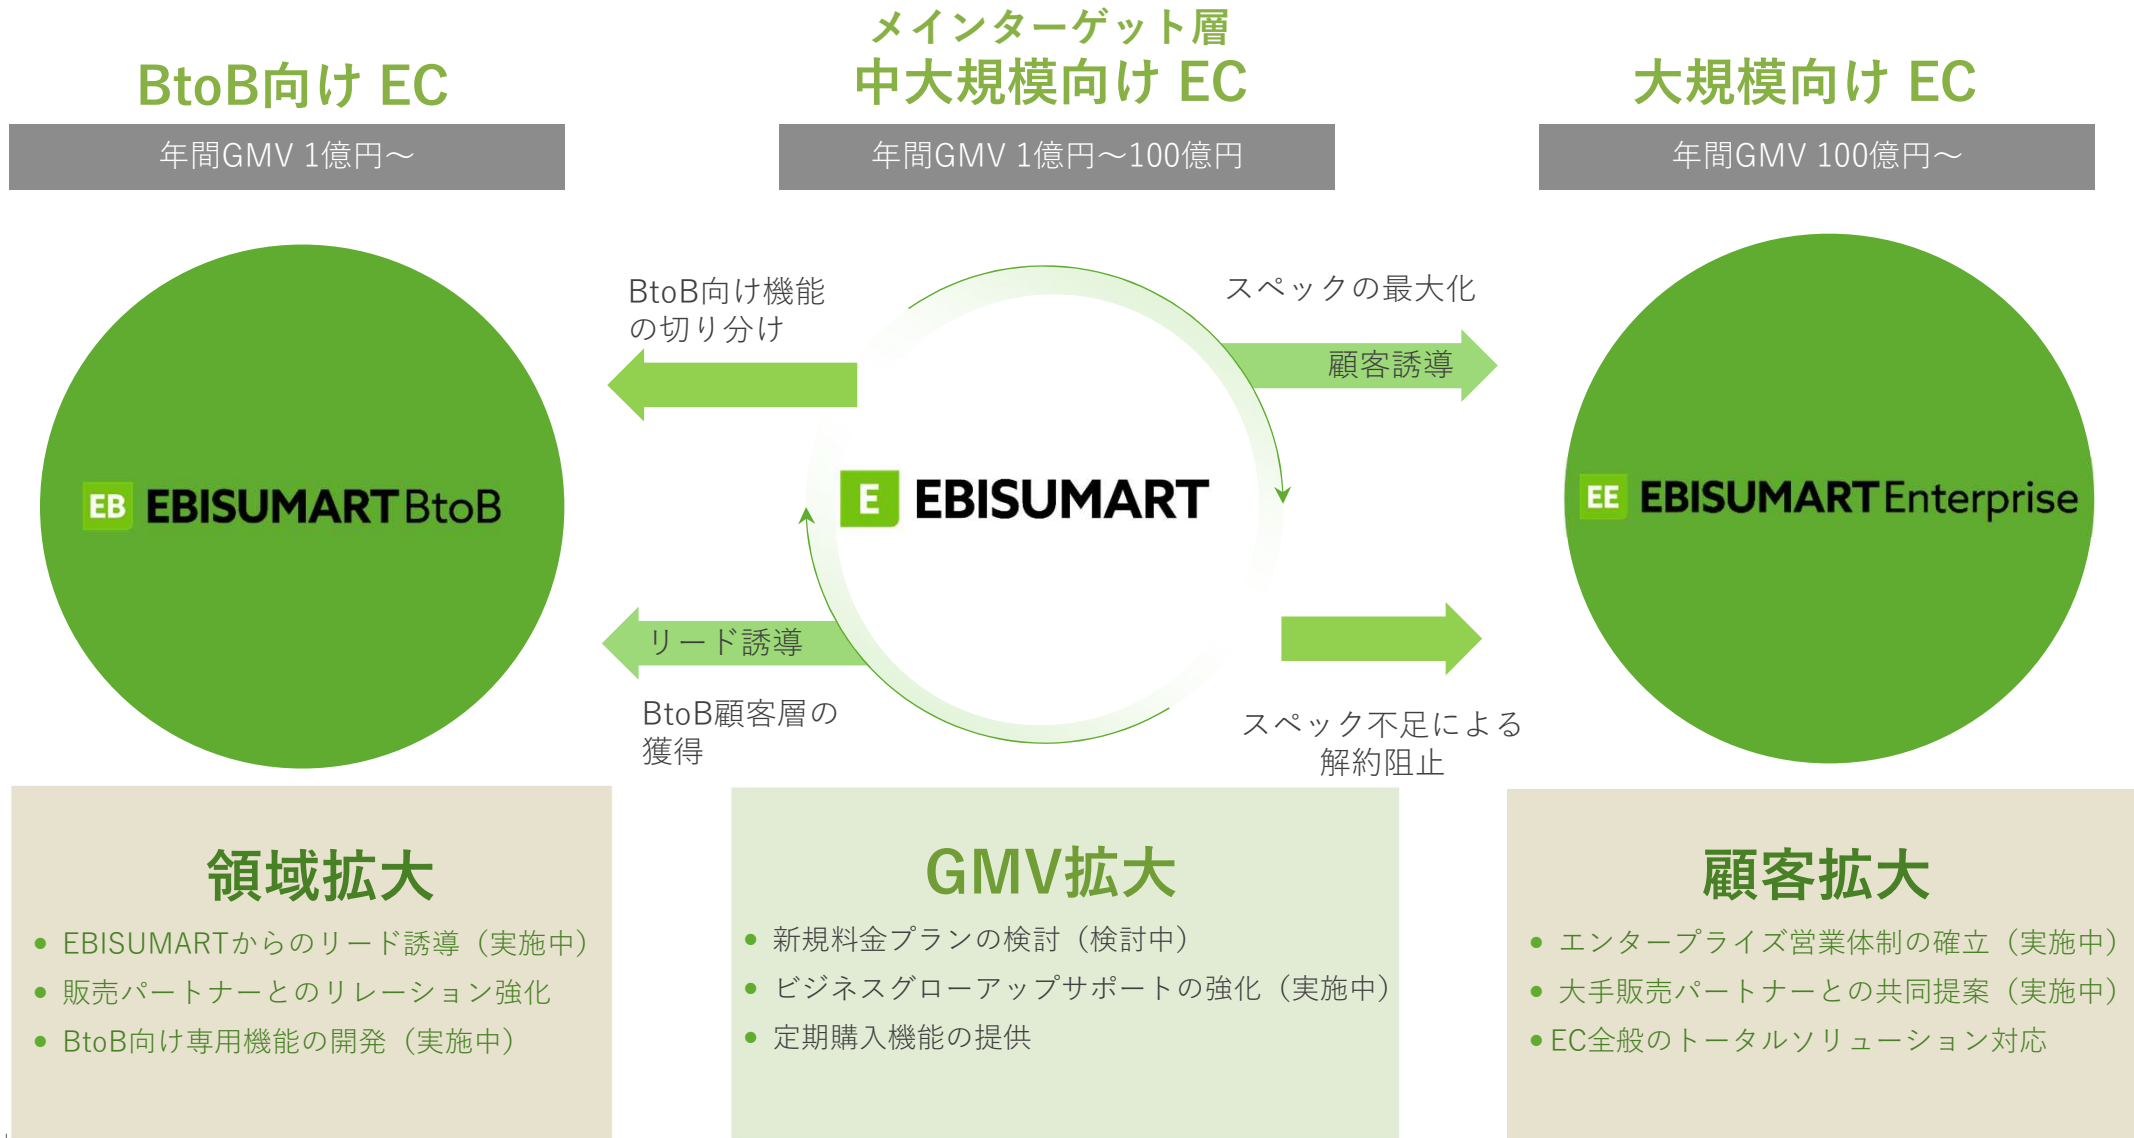 BtoB向け EC
年間GMV 1億円～
メインターゲット層
中大規模向け EC
年間GMV 1億円～100億円
大規模向け EC
年間GMV 100億円～
EB EBISUMART BtoB
BtoB向け機能
の切り分け
リード誘導
BtoB顧客層の
獲得
E EBISUMART
スペックの最大化
顧客誘導
スペック不足による
解約阻止
EE EBISUMART Enterprise
領域拡大
• EBISUMARTからのリード誘導（実施中）
• 販売パートナーとのリレーション強化
• BtoB向け専用機能の開発（実施中）
GMV拡大
• 新規料金プランの検討（検討中）
• ビジネスグローアップサポートの強化（実施中）
• 定期購入機能の提供
顧客拡大
• エンタープライズ営業体制の確立（実施中）
• 大手販売パートナーとの共同提案（実施中）
• EC全般のトータルソリューション対応